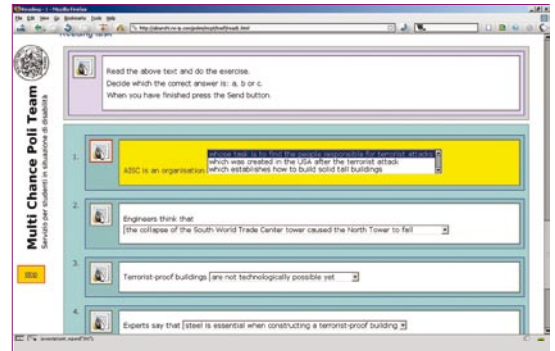 Reading - ( - Mozilla Firefox
Reading task
Read the above text and do the exercise.
Decide which the correct answer is: a, b or c.
When you have finished press the Send button.
Multi Chance Poli Team
Servizio per studenti in situazione di disabilità
1.
whose task is to find the people responsible for terrorist attacks
which was created in the USA after the terrorist attack
AISC is an organisation
which establishes how to build solid tell buildings
2.
Engineers think that
the collapse of the South World Trade Center tower caused the North Tower to fall
3.
Terrorist-proof buildings are not technologically possible yet
4.
Experts say that steel is essential when constructing a terrorist-proof building